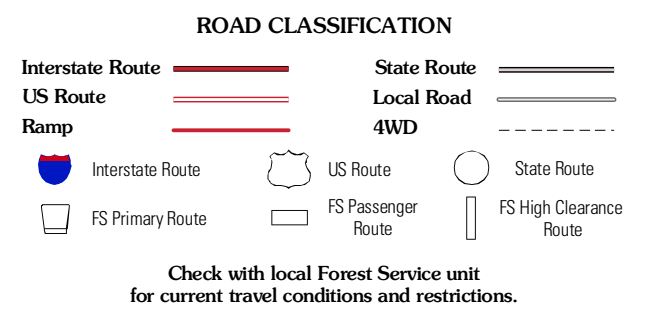 ROAD CLASSIFICATION
Interstate Route
State Route
US Route
Local Road
Ramp
4WD
Interstate Route
US Route
State Route
FS Primary Route
FS Passenger
Route
FS High Clearance
Route
Check with local Forest Service unit
for current travel conditions and restrictions.